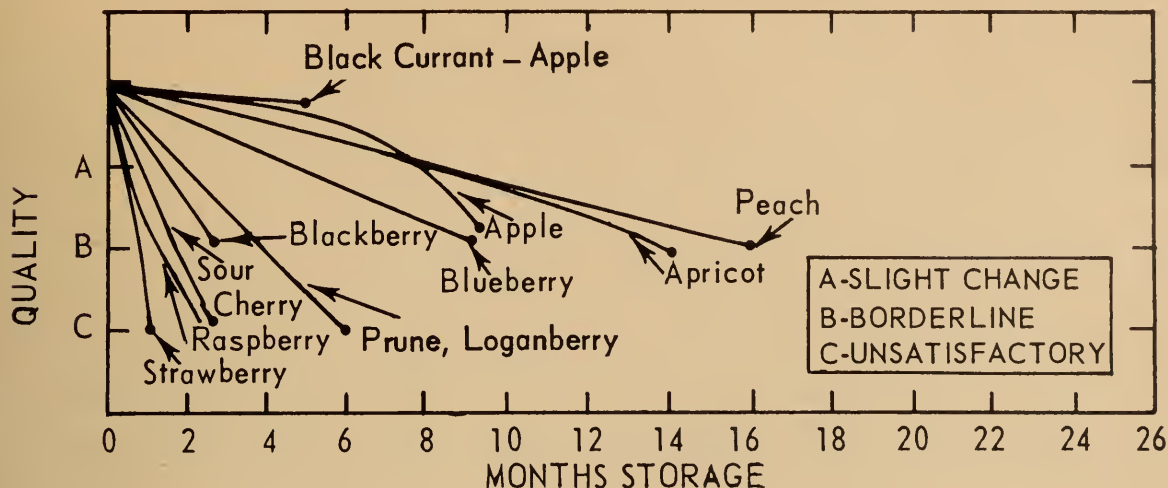 Black Currant – Apple
A
B
C
QUALITY
Apple
Peach
Blackberry
Blueberry
Apricot
Sour
Cherry
Raspberry
Prune, Loganberry
Strawberry
A-SLIGHT CHANGE
B-BORDERLINE
C-UNSATISFACTORY
0 2 4 6 8 10 12 14 16 18 20 22 24 26
MONTHS STORAGE